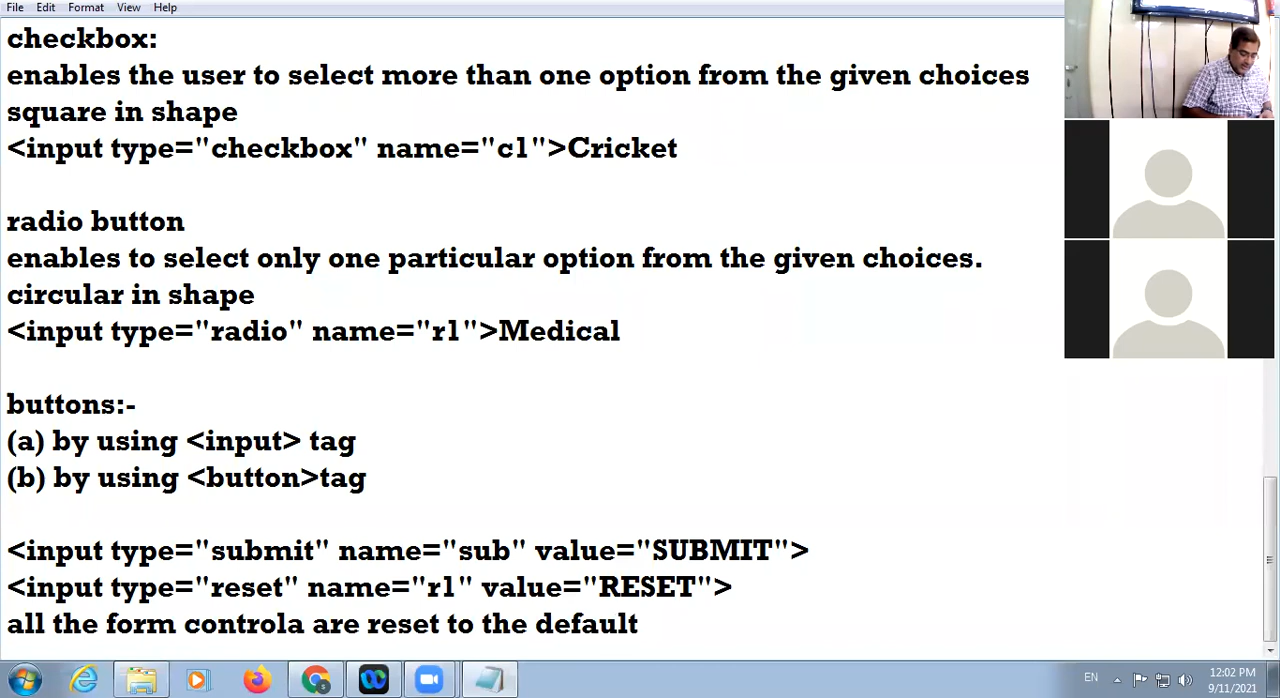 File Edit Format View Help
checkbox:
enables the user to select more than one option from the given choices
square in shape
<input type="checkbox" name="c1">Cricket
radio button
enables to select only one particular option from the given choices.
circular in shape
<input type="radio" name="r1">Medical
buttons:-
(a) by using <input> tag
(b) by using <button>tag
<input type="submit" name="sub" value="SUBMIT">
<input type="reset" name="r1" value="RESET">
all the form controla are reset to the default
EN
12:02 PM
9/11/2021